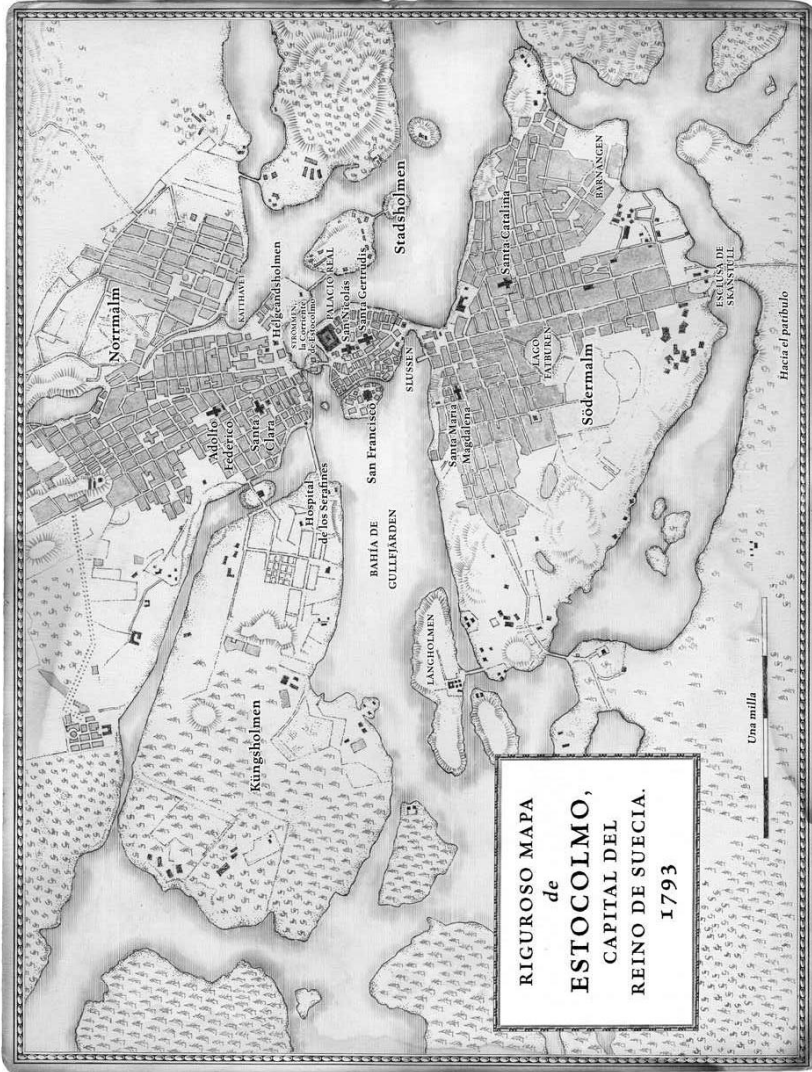 Norrmalm
KATTHAVET
Adolfo
Federico
Santa
Clara
Hospital
de los Serafines
Helgeandsholmen
STRÖMMEN,
la Corriente
de Estocolmo
PALACIO REAL
San Nicolás
Santa Gertrudis
Stadsholmen
San Francisco
SLUSSEN
Küngsholmen
BAHÍA DE
GULLFJÄRDEN
LÅNGHOLMEN
Santa Maria
Magdalena
Santa Catalina
LAGO
FATBUREN
Södermalm
BARNÄNGEN
ESCLUSA DE
SKANSTULL
Hacia el patíbulo
Una milla
RIGUROSO MAPA
de
ESTOCOLMO,
CAPITAL DEL
REINO DE SUECIA.
1793